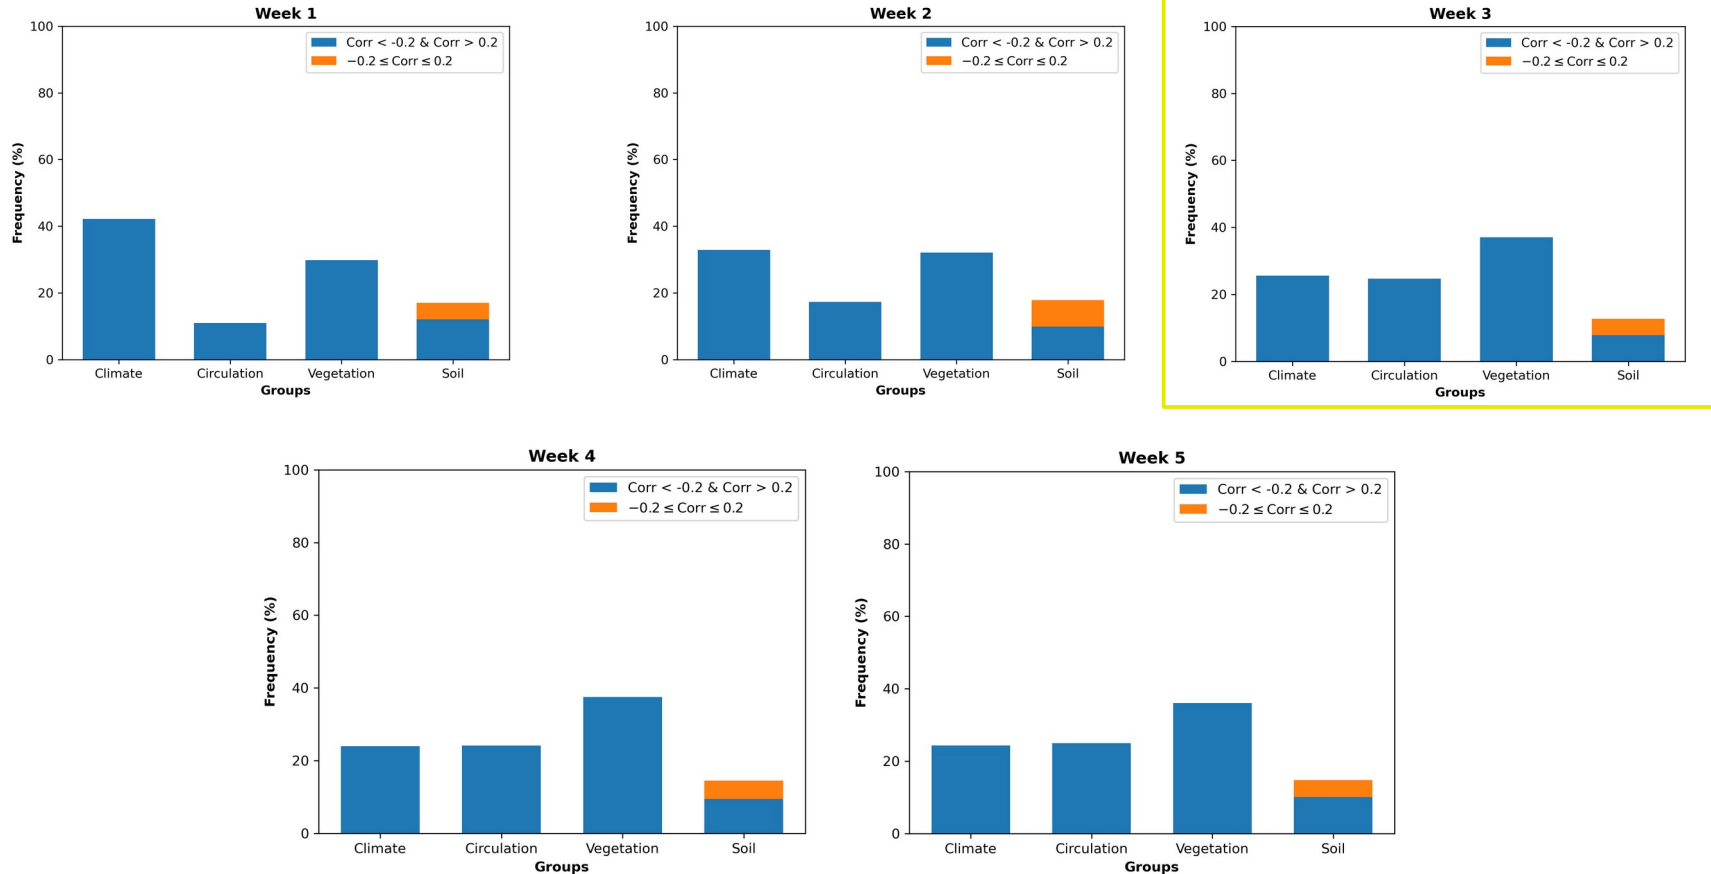 Week 1
Corr < -0.2 & Corr > 0.2
−0.2 ≤ Corr ≤ 0.2
Frequency (%)
100
80
60
40
20
0
Climate Circulation Vegetation Soil
Groups
Week 2
Corr < -0.2 & Corr > 0.2
−0.2 ≤ Corr ≤ 0.2
Frequency (%)
100
80
60
40
20
0
Climate Circulation Vegetation Soil
Groups
Week 3
Corr < -0.2 & Corr > 0.2
−0.2 ≤ Corr ≤ 0.2
Frequency (%)
100
80
60
40
20
0
Climate Circulation Vegetation Soil
Groups
Week 4
Corr < -0.2 & Corr > 0.2
−0.2 ≤ Corr ≤ 0.2
Frequency (%)
100
80
60
40
20
0
Climate Circulation Vegetation Soil
Groups
Week 5
Corr < -0.2 & Corr > 0.2
−0.2 ≤ Corr ≤ 0.2
Frequency (%)
100
80
60
40
20
0
Climate Circulation Vegetation Soil
Groups